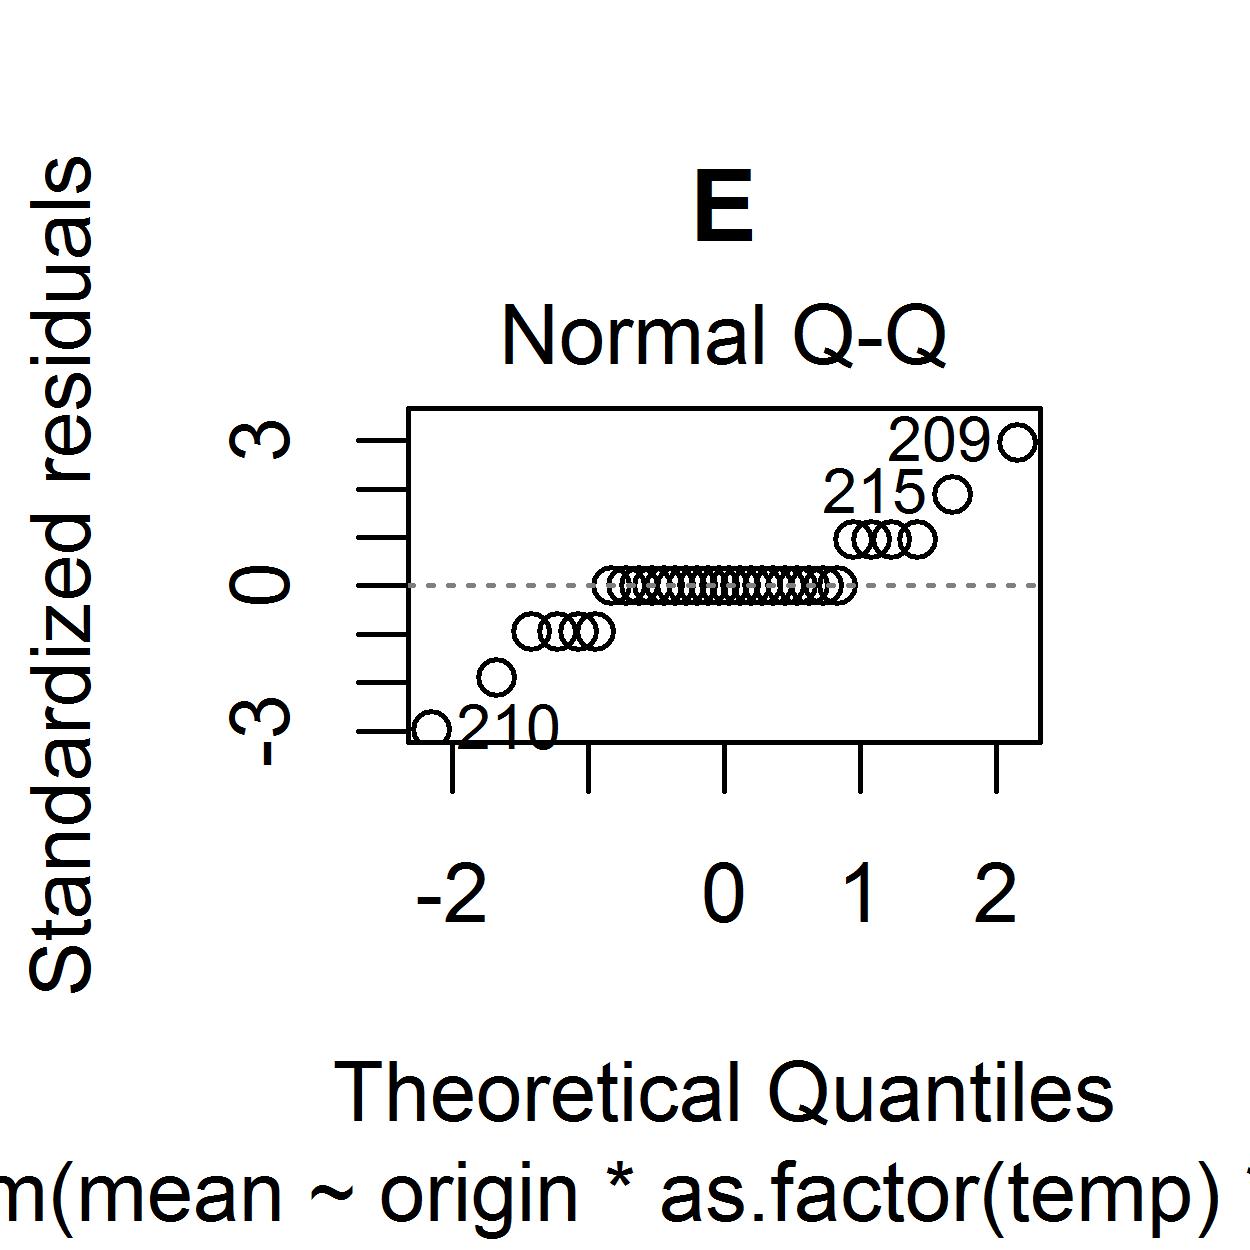 E
Normal Q-Q
Standardized residuals
3
0
-3
209
215
210
-2 0 1 2
Theoretical Quantiles
m(mean ~ origin * as.factor(temp)